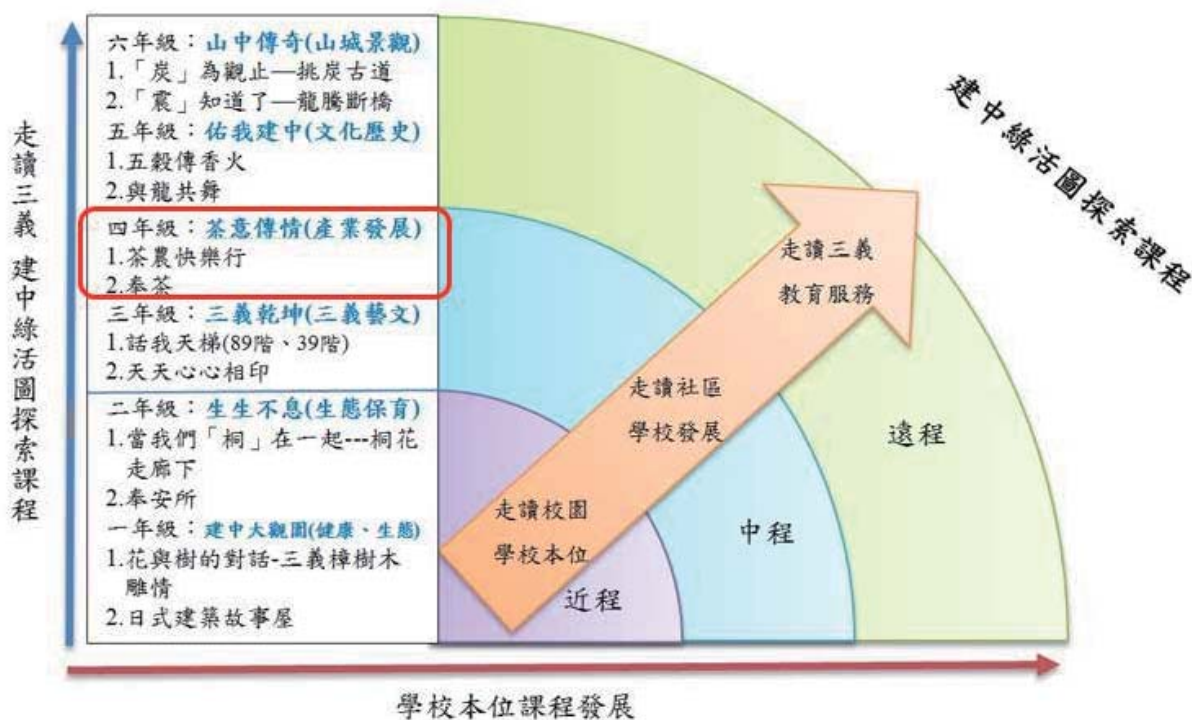 走讀三義 建中綠活圖探索課程
六年級：山中傳奇(山城景觀)
1.「炭」為觀止—挑炭古道
2.「震」知道了—龍騰斷橋
五年級：佑我建中(文化歷史)
1.五穀傳香火
2.與龍共舞
四年級：茶意傳情(產業發展)
1.茶農快樂行
2.奉茶
三年級：三義乾坤(三義藝文)
1.話我天梯(89階、39階)
2.天天心心相印
二年級：生生不息(生態保育)
1.當我們「桐」在一起---桐花
走廊下
2.奉安所
一年級：建中大觀園(健康、生態)
1.花與樹的對話-三義樟樹木
雕情
2.日式建築故事屋
建中綠活圖探索課程
走讀三義
教育服務
走讀社區
學校發展
走讀校園
學校本位
遠程
中程
近程
學校本位課程發展